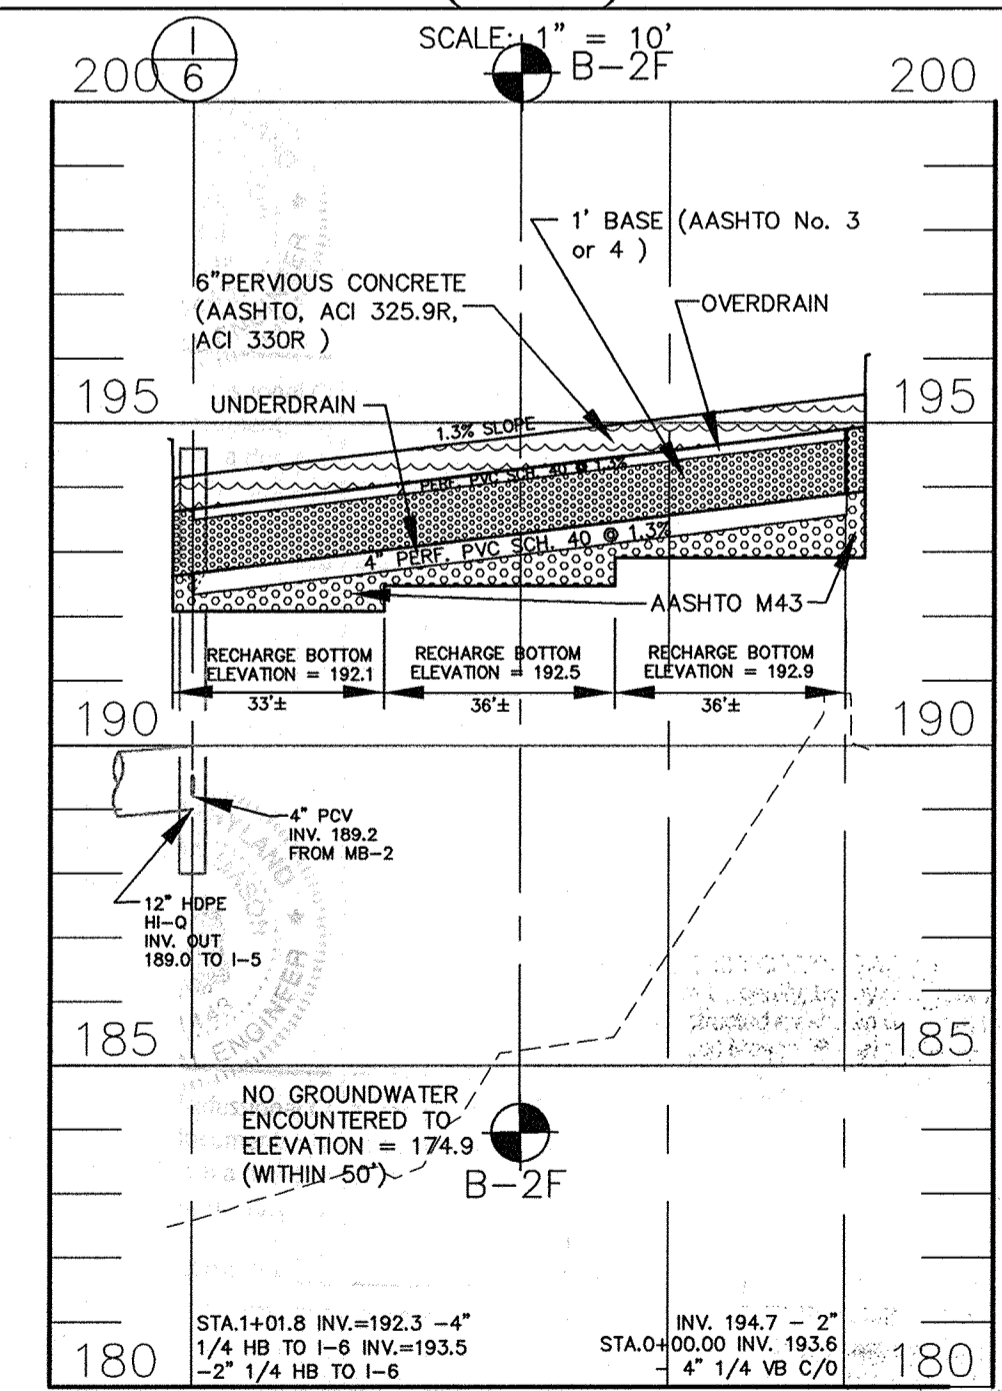 SCALE: 1" = 10'
1
6
200
B-2F
200
1' BASE (AASHTO No. 3
or 4 )
6"PERVIOUS CONCRETE
(AASHTO, ACI 325.9R,
ACI 330R )
OVERDRAIN
195
195
UNDERDRAIN
1.3% SLOPE
PERF. PVC SCH. 40 @ 1.3%
4" PERF. PVC SCH. 40 @ 1.3%
AASHTO M43
RECHARGE BOTTOM
ELEVATION = 192.1
33'±
RECHARGE BOTTOM
ELEVATION = 192.5
36'±
RECHARGE BOTTOM
ELEVATION = 192.9
36'±
190
190
4" PCV
INV. 189.2
FROM MB-2
12" HDPE
HI-Q
INV. OUT
189.0 TO I-5
ENGINEER
185
185
NO GROUNDWATER
ENCOUNTERED TO
ELEVATION = 174.9
(WITHIN 50')
B-2F
STA.1+01.8 INV.=192.3 -4"
1/4 HB TO I-6 INV.=193.5
-2" 1/4 HB TO I-6
INV. 194.7 - 2"
STA.0+00.00 INV. 193.6
- 4" 1/4 VB C/O
180
180